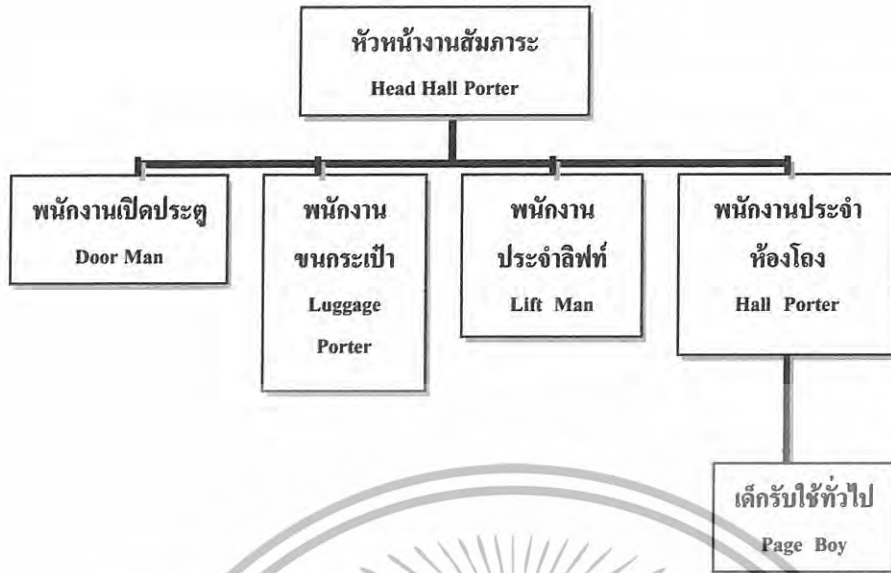 หัวหน้างานสัมภาระ
Head Hall Porter
พนักงานเปิดประตู
Door Man
พนักงาน
ขนกระเป๋า
Luggage
Porter
พนักงาน
ประจำลิฟท์
Lift Man
พนักงานประจำ
ห้องโถง
Hall Porter
เด็กรับใช้ทั่วไป
Page Boy